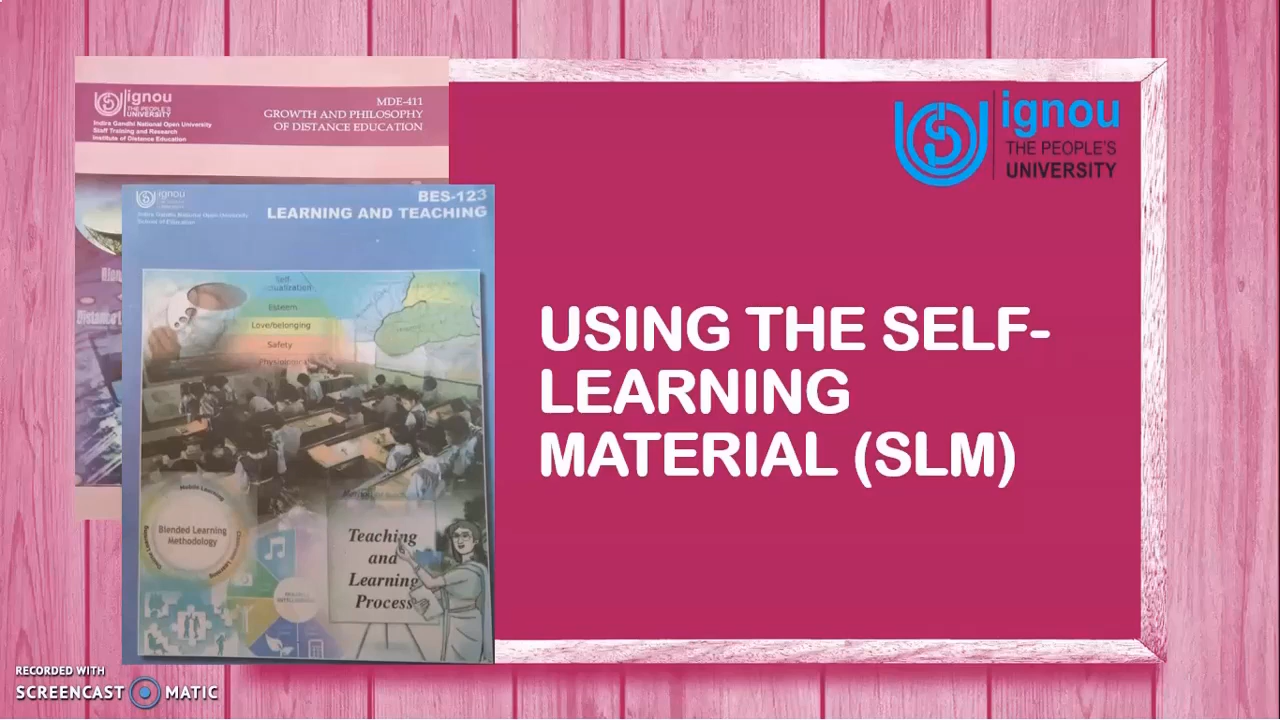 ignou
THE PEOPLE'S
UNIVERSITY
Indira Gandhi National Open University
Staff Training and Research
Institute of Distance Education
MDE-411
GROWTH AND PHILOSOPHY
OF DISTANCE EDUCATION
ignou
Indira Gandhi National Open University
School of Education
BES-123
LEARNING AND TEACHING
Self
Esteem
Love/belonging
Safety
Physiological
Mobile Learning
Blended Learning
Methodology
Teaching
and
Learning
Process
ignou
THE PEOPLE'S
UNIVERSITY
USING THE SELF-
LEARNING
MATERIAL (SLM)
RECORDED WITH
SCREENCAST MATIC